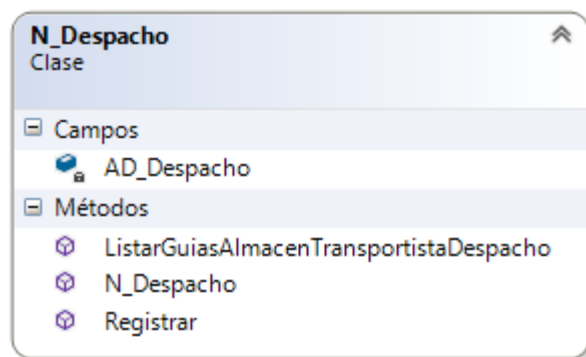 N_Despacho
Clase
Campos
AD_Despacho
Métodos
ListarGuiasAlmacenTransportistaDespacho
N_Despacho
Registrar